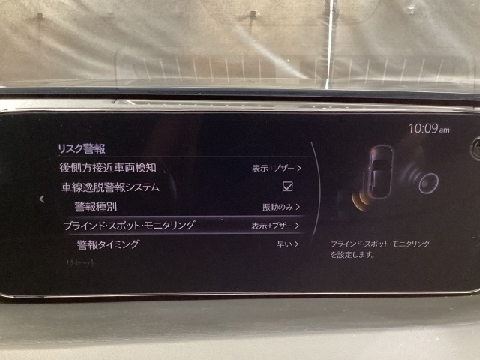 10:09am
リスク警報
後側方接近車両検知 表示+ブザー >
車線逸脱警報システム
警報種別 振動のみ >
ブラインド・スポット・モニタリング 表示+ブザー >
警報タイミング 早い >
ブラインド・スポット・モニタリング
を設定します。
リセット